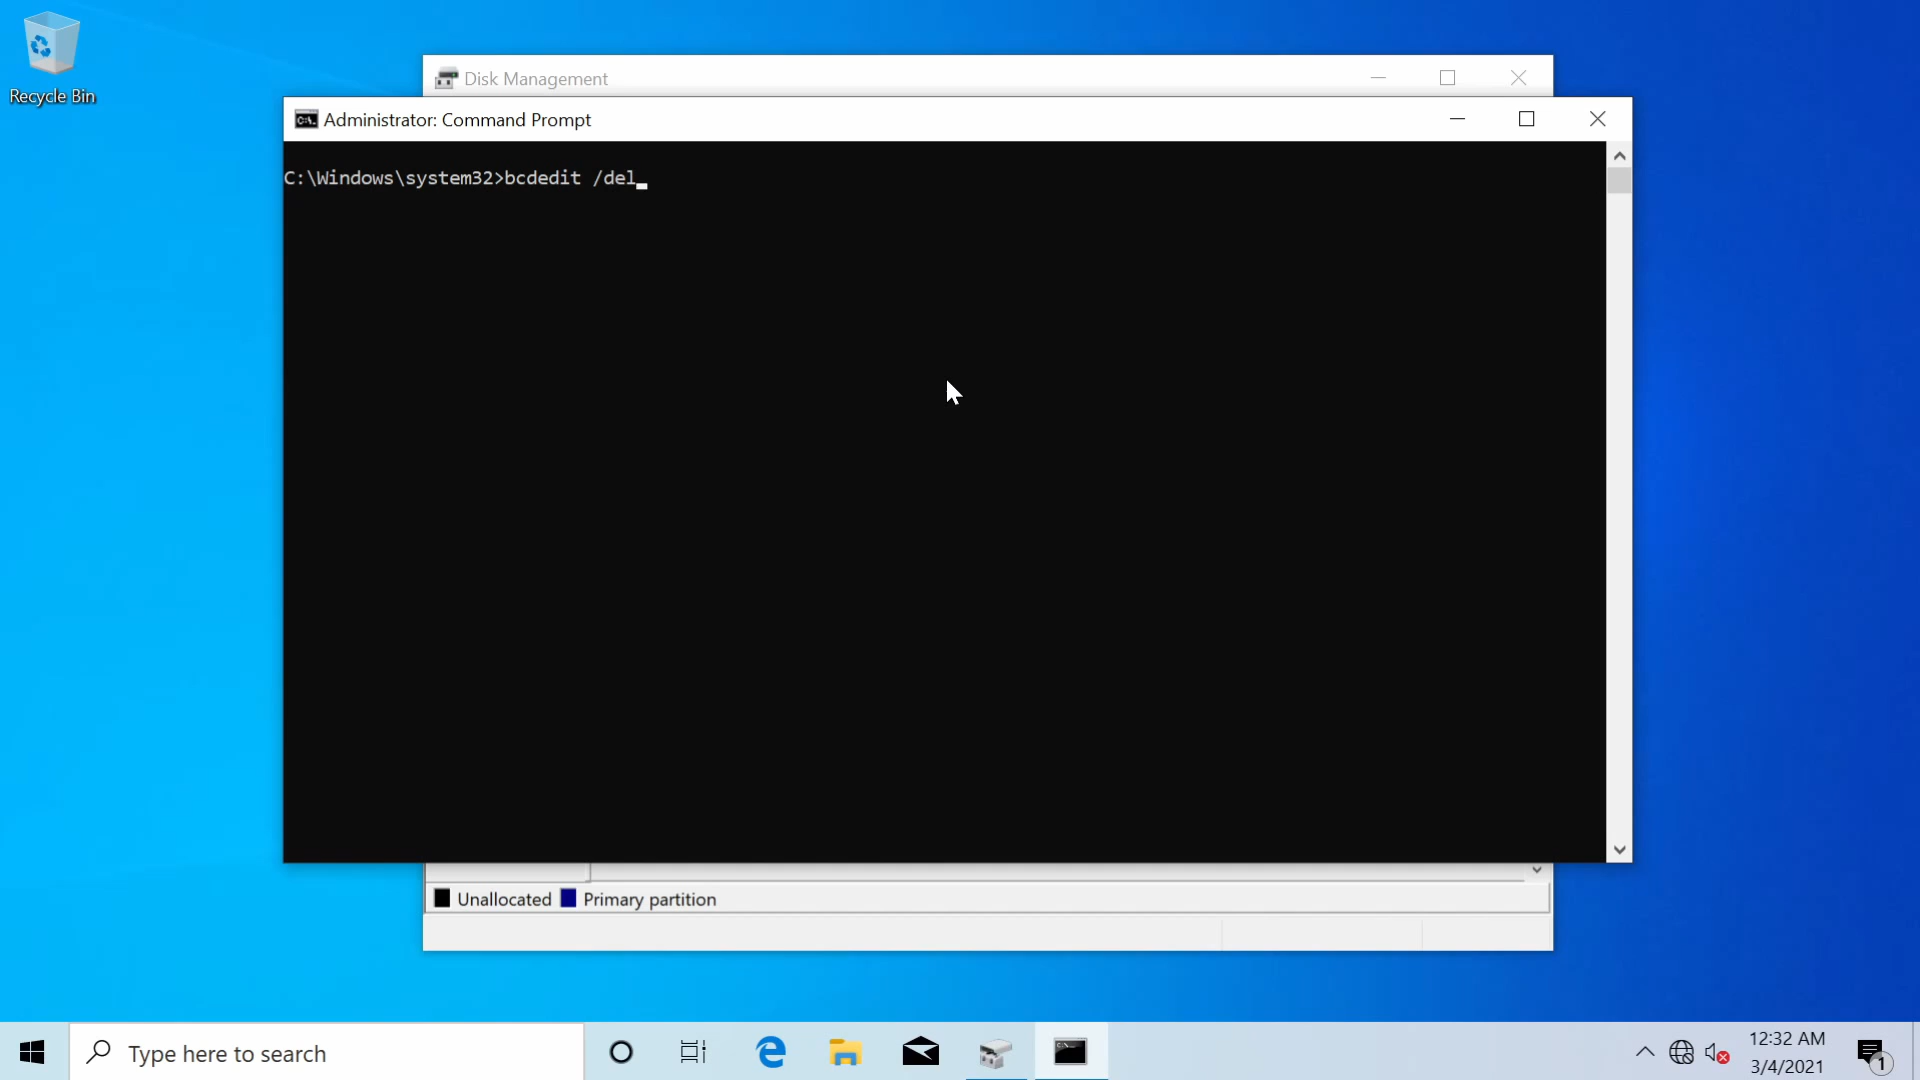 Recycle Bin
Disk Management
Administrator: Command Prompt
C:\Windows\system32>bcdedit /del_
Unallocated Primary partition
Type here to search
12:32 AM
3/4/2021
1